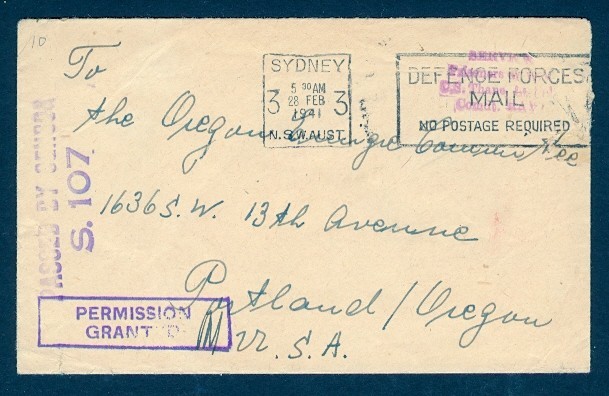 10
To
SYDNEY
5 30 AM
28 FEB
1941
3 3
N.S.W. AUST.
DEFENCE FORCES
MAIL
NO POSTAGE REQUIRED
the Oregon
1636 S.W. 13th Avenue
Portland / Oregon
U.S.A.
PASSED BY CENSOR
S. 107
PERMISSION
GRANT D